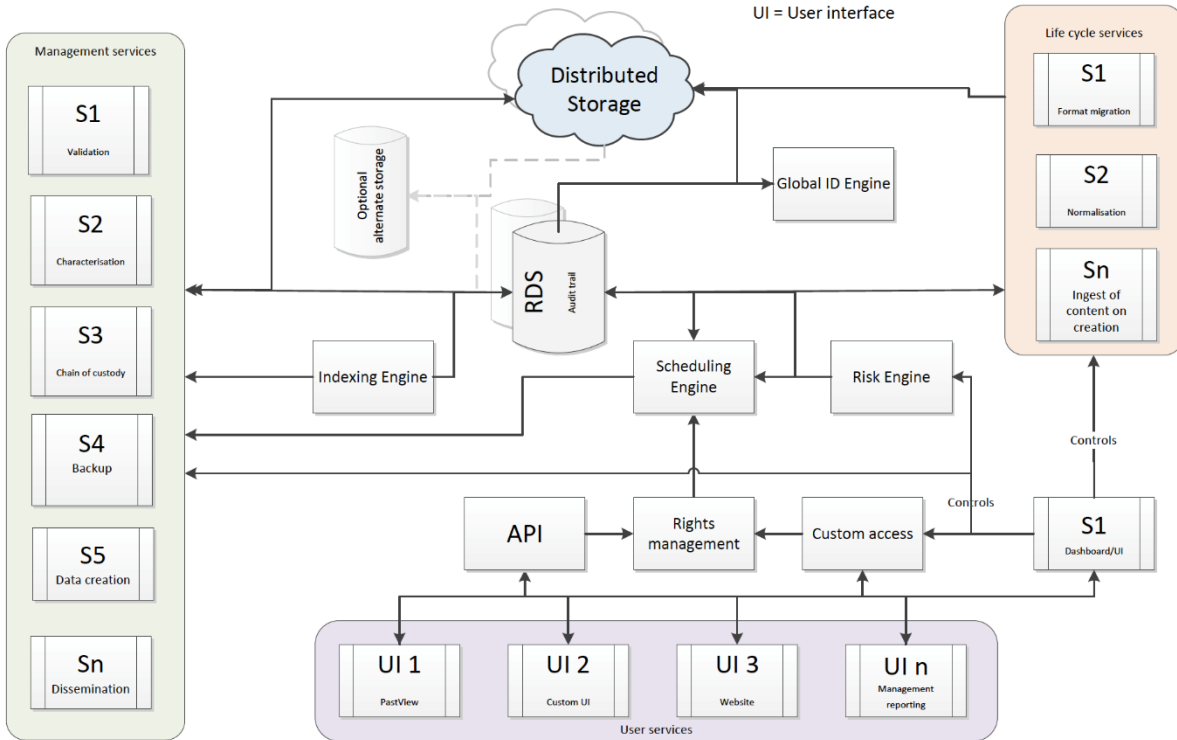 UI = User interface
Management services
S1
Validation
S2
Characterisation
S3
Chain of custody
S4
Backup
S5
Data creation
Sn
Dissemination
Distributed
Storage
Optional
alternate storage
RDS
Audit trail
Global ID Engine
Indexing Engine
Scheduling
Engine
Risk Engine
Life cycle services
S1
Format migration
S2
Normalisation
Sn
Ingest of
content on
creation
Controls
Controls
API
Rights
management
Custom access
S1
Dashboard/UI
UI 1
PastView
UI 2
Custom UI
UI 3
Website
UI n
Management
reporting
User services